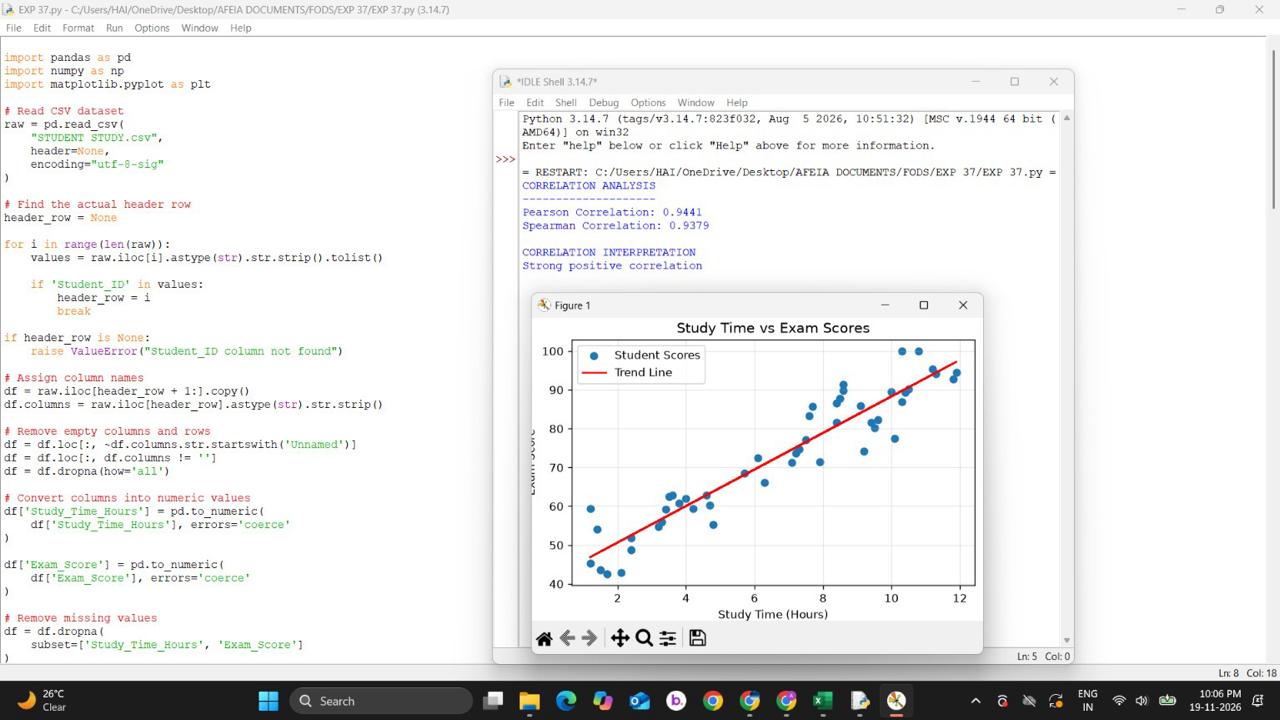 EXP 37.py - C:/Users/HAI/OneDrive/Desktop/AFEIA DOCUMENTS/FODS/EXP 37/EXP 37.py (3.14.7)
File Edit Format Run Options Window Help
import pandas as pd
import numpy as np
import matplotlib.pyplot as plt
# Read CSV dataset
raw = pd.read_csv(
    "STUDENT STUDY.csv",
    header=None,
    encoding="utf-8-sig"
)
# Find the actual header row
header_row = None
for i in range(len(raw)):
    values = raw.iloc[i].astype(str).str.strip().tolist()
    if 'Student_ID' in values:
        header_row = i
        break
if header_row is None:
    raise ValueError("Student_ID column not found")
# Assign column names
df = raw.iloc[header_row + 1:].copy()
df.columns = raw.iloc[header_row].astype(str).str.strip()
# Remove empty columns and rows
df = df.loc[:, ~df.columns.str.startswith('Unnamed')]
df = df.loc[:, df.columns != '']
df = df.dropna(how='all')
# Convert columns into numeric values
df['Study_Time_Hours'] = pd.to_numeric(
    df['Study_Time_Hours'], errors='coerce'
)
df['Exam_Score'] = pd.to_numeric(
    df['Exam_Score'], errors='coerce'
)
# Remove missing values
df = df.dropna(
    subset=['Study_Time_Hours', 'Exam_Score']
)
*IDLE Shell 3.14.7*
File Edit Shell Debug Options Window Help
Python 3.14.7 (tags/v3.14.7:823f032, Aug  5 2026, 10:51:32) [MSC v.1944 64 bit (
AMD64)] on win32
Enter "help" below or click "Help" above for more information.
>>>
= RESTART: C:/Users/HAI/OneDrive/Desktop/AFEIA DOCUMENTS/FODS/EXP 37/EXP 37.py =
CORRELATION ANALYSIS
--------------------
Pearson Correlation: 0.9441
Spearman Correlation: 0.9379
CORRELATION INTERPRETATION
Strong positive correlation
Figure 1
Study Time vs Exam Scores
Student Scores
Trend Line
100
90
80
70
60
50
40
Exam Score
2 4 6 8 10 12
Study Time (Hours)
Ln: 5 Col: 0
Ln: 8 Col: 18
26°C
Clear
Search
ENG
IN
10:06 PM
19-11-2026